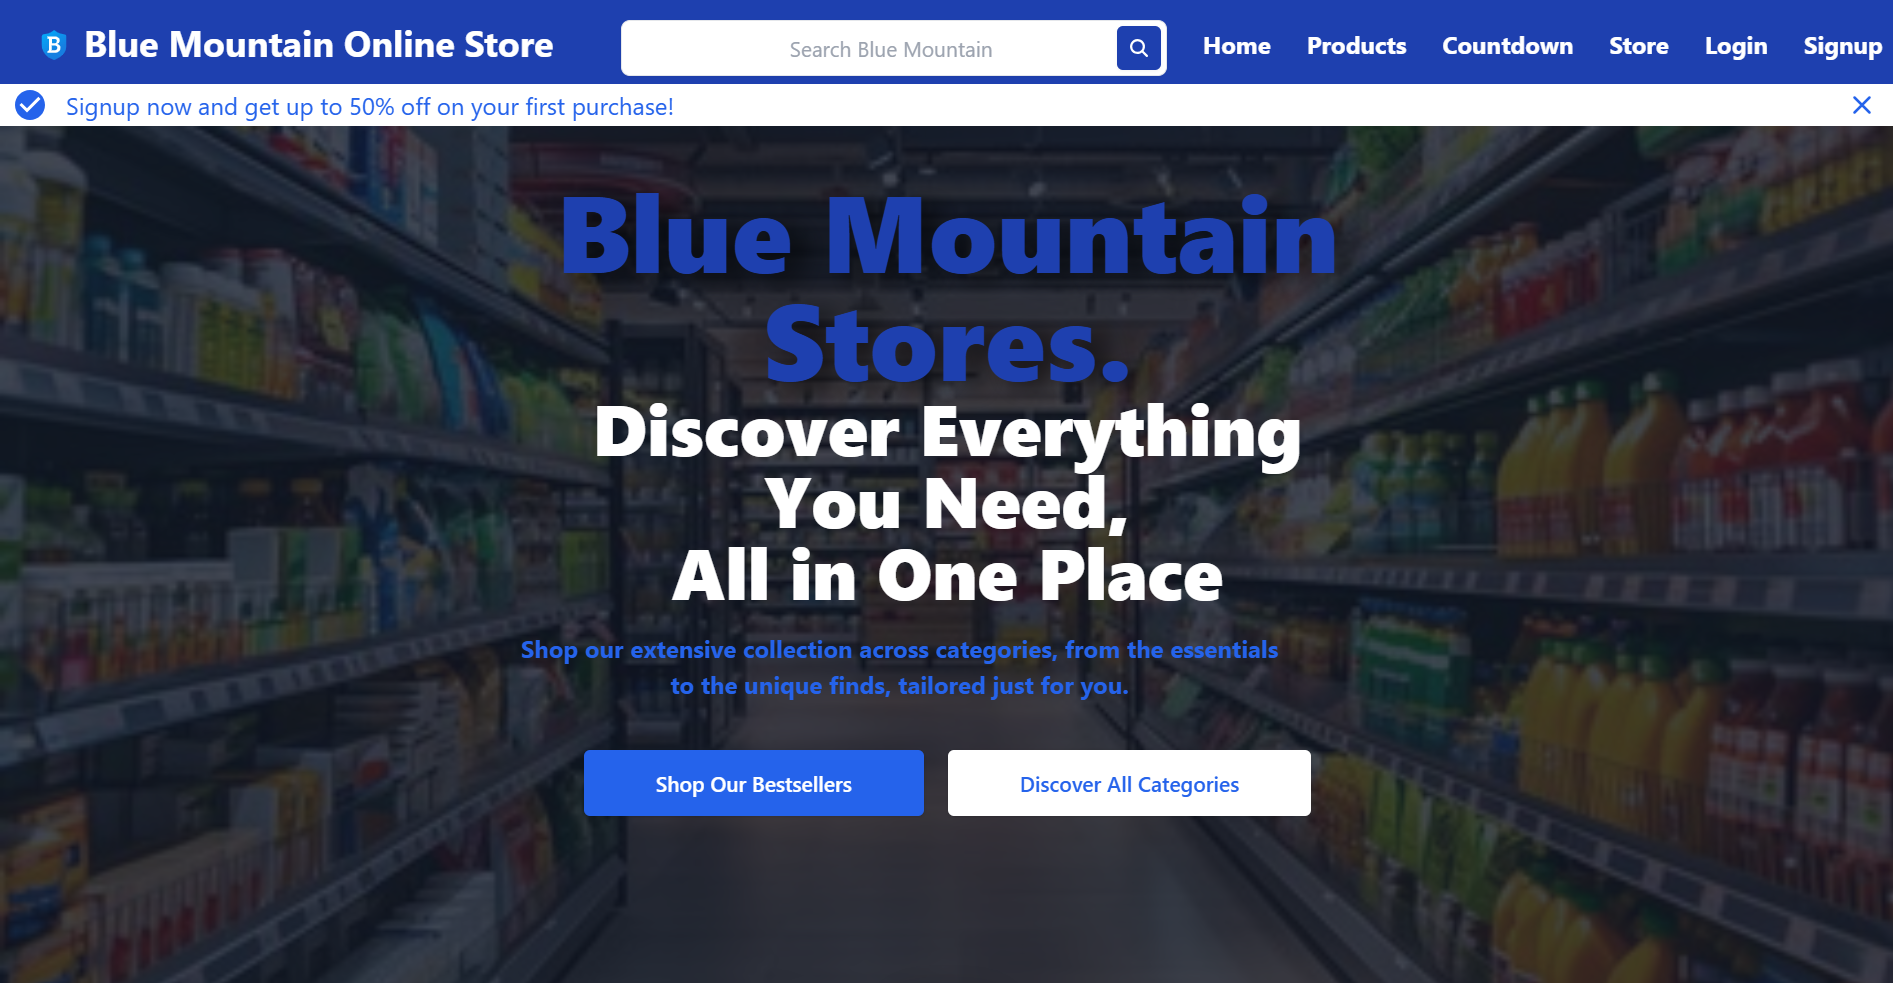 B Blue Mountain Online Store
Search Blue Mountain
Home Products Countdown Store Login Signup
Signup now and get up to 50% off on your first purchase!
Blue Mountain
Stores.
Discover Everything
You Need,
All in One Place
Shop our extensive collection across categories, from the essentials
to the unique finds, tailored just for you.
Shop Our Bestsellers
Discover All Categories